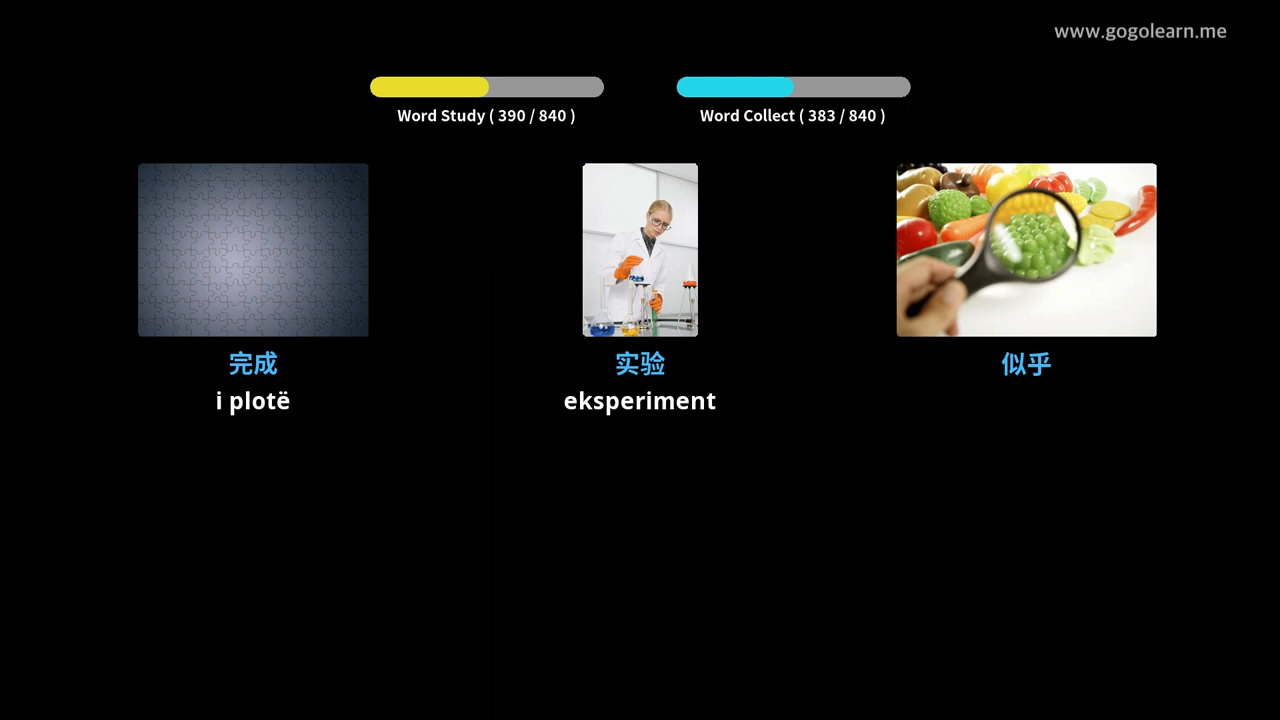 www.gogolearn.me
Word Study ( 390 / 840 )
Word Collect ( 383 / 840 )
完成
实验
似乎
i plotë
eksperiment